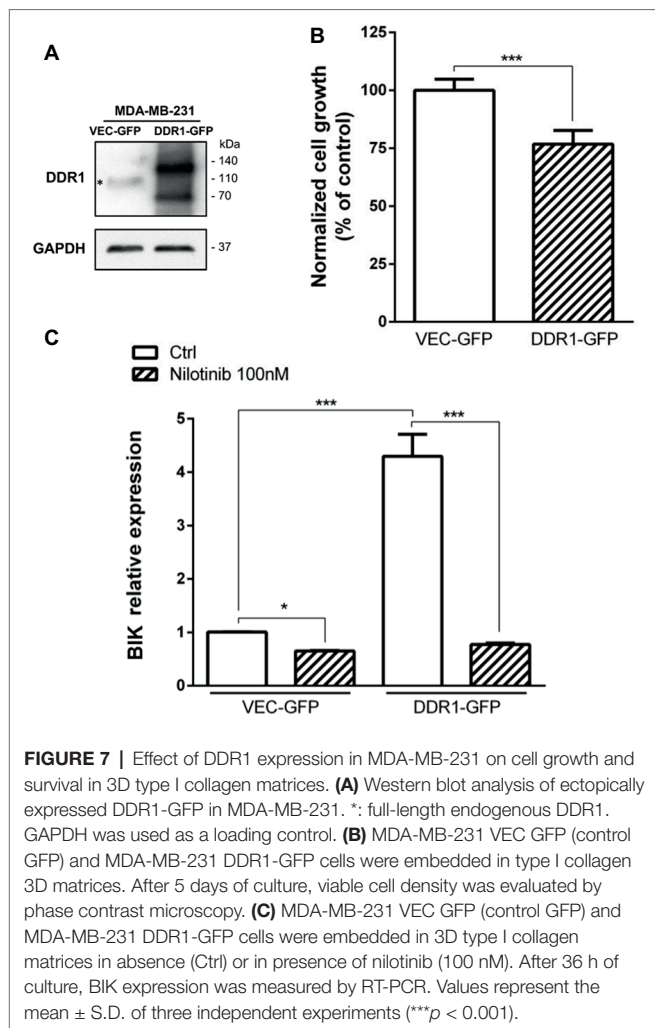 A
MDA-MB-231
VEC-GFP DDR1-GFP
kDa
DDR1
*
- 140
- 110
- 70
GAPDH
- 37
B
Normalized cell growth
(% of control)
125
100
75
50
25
0
***
VEC-GFP
DDR1-GFP
C
Ctrl
Nilotinib 100nM
BIK relative expression
5
4
3
2
1
0
***
***
*
VEC-GFP
DDR1-GFP
FIGURE 7 | Effect of DDR1 expression in MDA-MB-231 on cell growth and
survival in 3D type I collagen matrices. (A) Western blot analysis of ectopically
expressed DDR1-GFP in MDA-MB-231. *: full-length endogenous DDR1.
GAPDH was used as a loading control. (B) MDA-MB-231 VEC GFP (control
GFP) and MDA-MB-231 DDR1-GFP cells were embedded in type I collagen
3D matrices. After 5 days of culture, viable cell density was evaluated by
phase contrast microscopy. (C) MDA-MB-231 VEC GFP (control GFP) and
MDA-MB-231 DDR1-GFP cells were embedded in 3D type I collagen
matrices in absence (Ctrl) or in presence of nilotinib (100 nM). After 36 h of
culture, BIK expression was measured by RT-PCR. Values represent the
mean ± S.D. of three independent experiments (***p < 0.001).